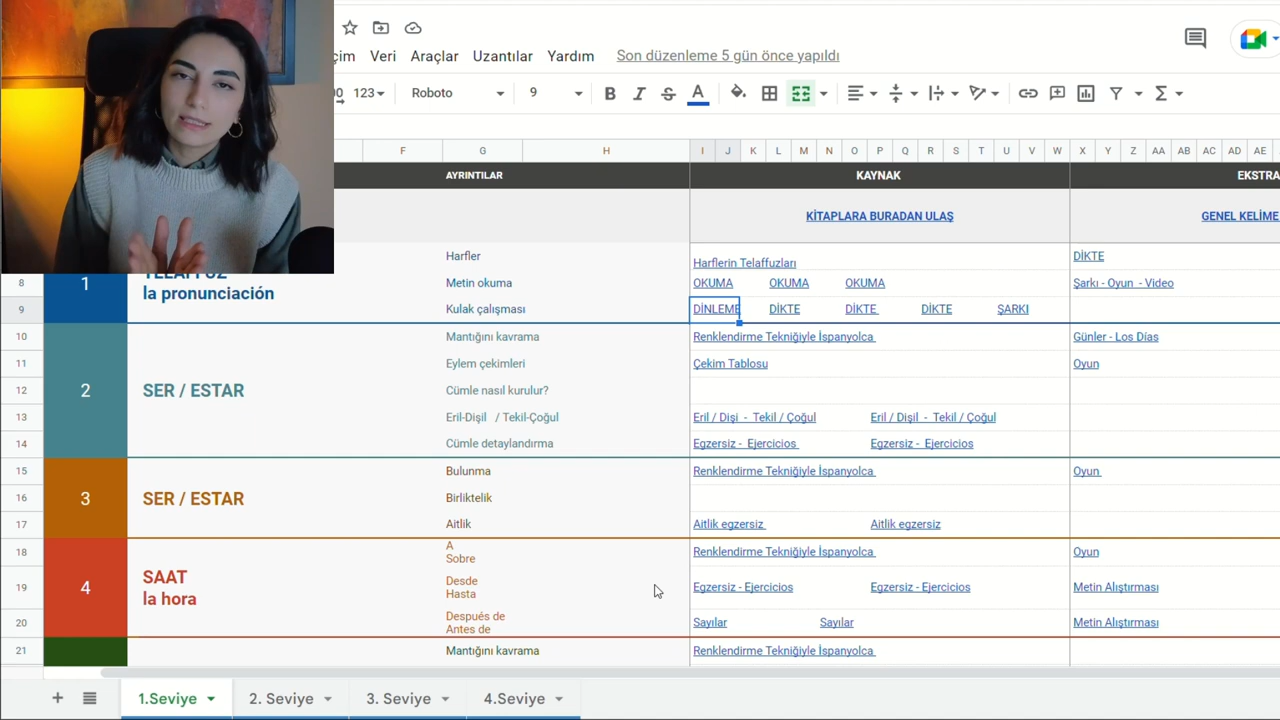 çim Veri Araçlar Uzantılar Yardım Son düzenleme 5 gün önce yapıldı
123 Roboto 9 B I S A
F G H I J K L M N O P Q R S T U V W X Y Z AA AB AC AD AE
AYRINTILAR KAYNAK EKSTRA
KİTAPLARA BURADAN ULAŞ GENEL KELİME
Harfler Harflerin Telaffuzları DİKTE
8 1 la pronunciación Metin okuma OKUMA OKUMA OKUMA Şarkı - Oyun - Video
9 Kulak çalışması DİNLEME DİKTE DİKTE DİKTE ŞARKI
10 Mantığını kavrama Renklendirme Tekniğiyle İspanyolca Günler - Los Días
11 Eylem çekimleri Çekim Tablosu Oyun
12 2 SER / ESTAR Cümle nasıl kurulur?
13 Eril-Dişil / Tekil-Çoğul Eril / Dişi - Tekil / Çoğul Eril / Dişil - Tekil / Çoğul
14 Cümle detaylandırma Egzersiz - Ejercicios Egzersiz - Ejercicios
15 Bulunma Renklendirme Tekniğiyle İspanyolca Oyun
16 3 SER / ESTAR Birliktelik
17 Aitlik Aitlik egzersiz Aitlik egzersiz
18 A Renklendirme Tekniğiyle İspanyolca Oyun
Sobre
19 4 SAAT Desde Egzersiz - Ejercicios Egzersiz - Ejercicios Metin Alıştırması
la hora Hasta
20 Después de Sayılar Sayılar Metin Alıştırması
Antes de
21 Mantığını kavrama Renklendirme Tekniğiyle İspanyolca
+ 1.Seviye 2. Seviye 3. Seviye 4.Seviye